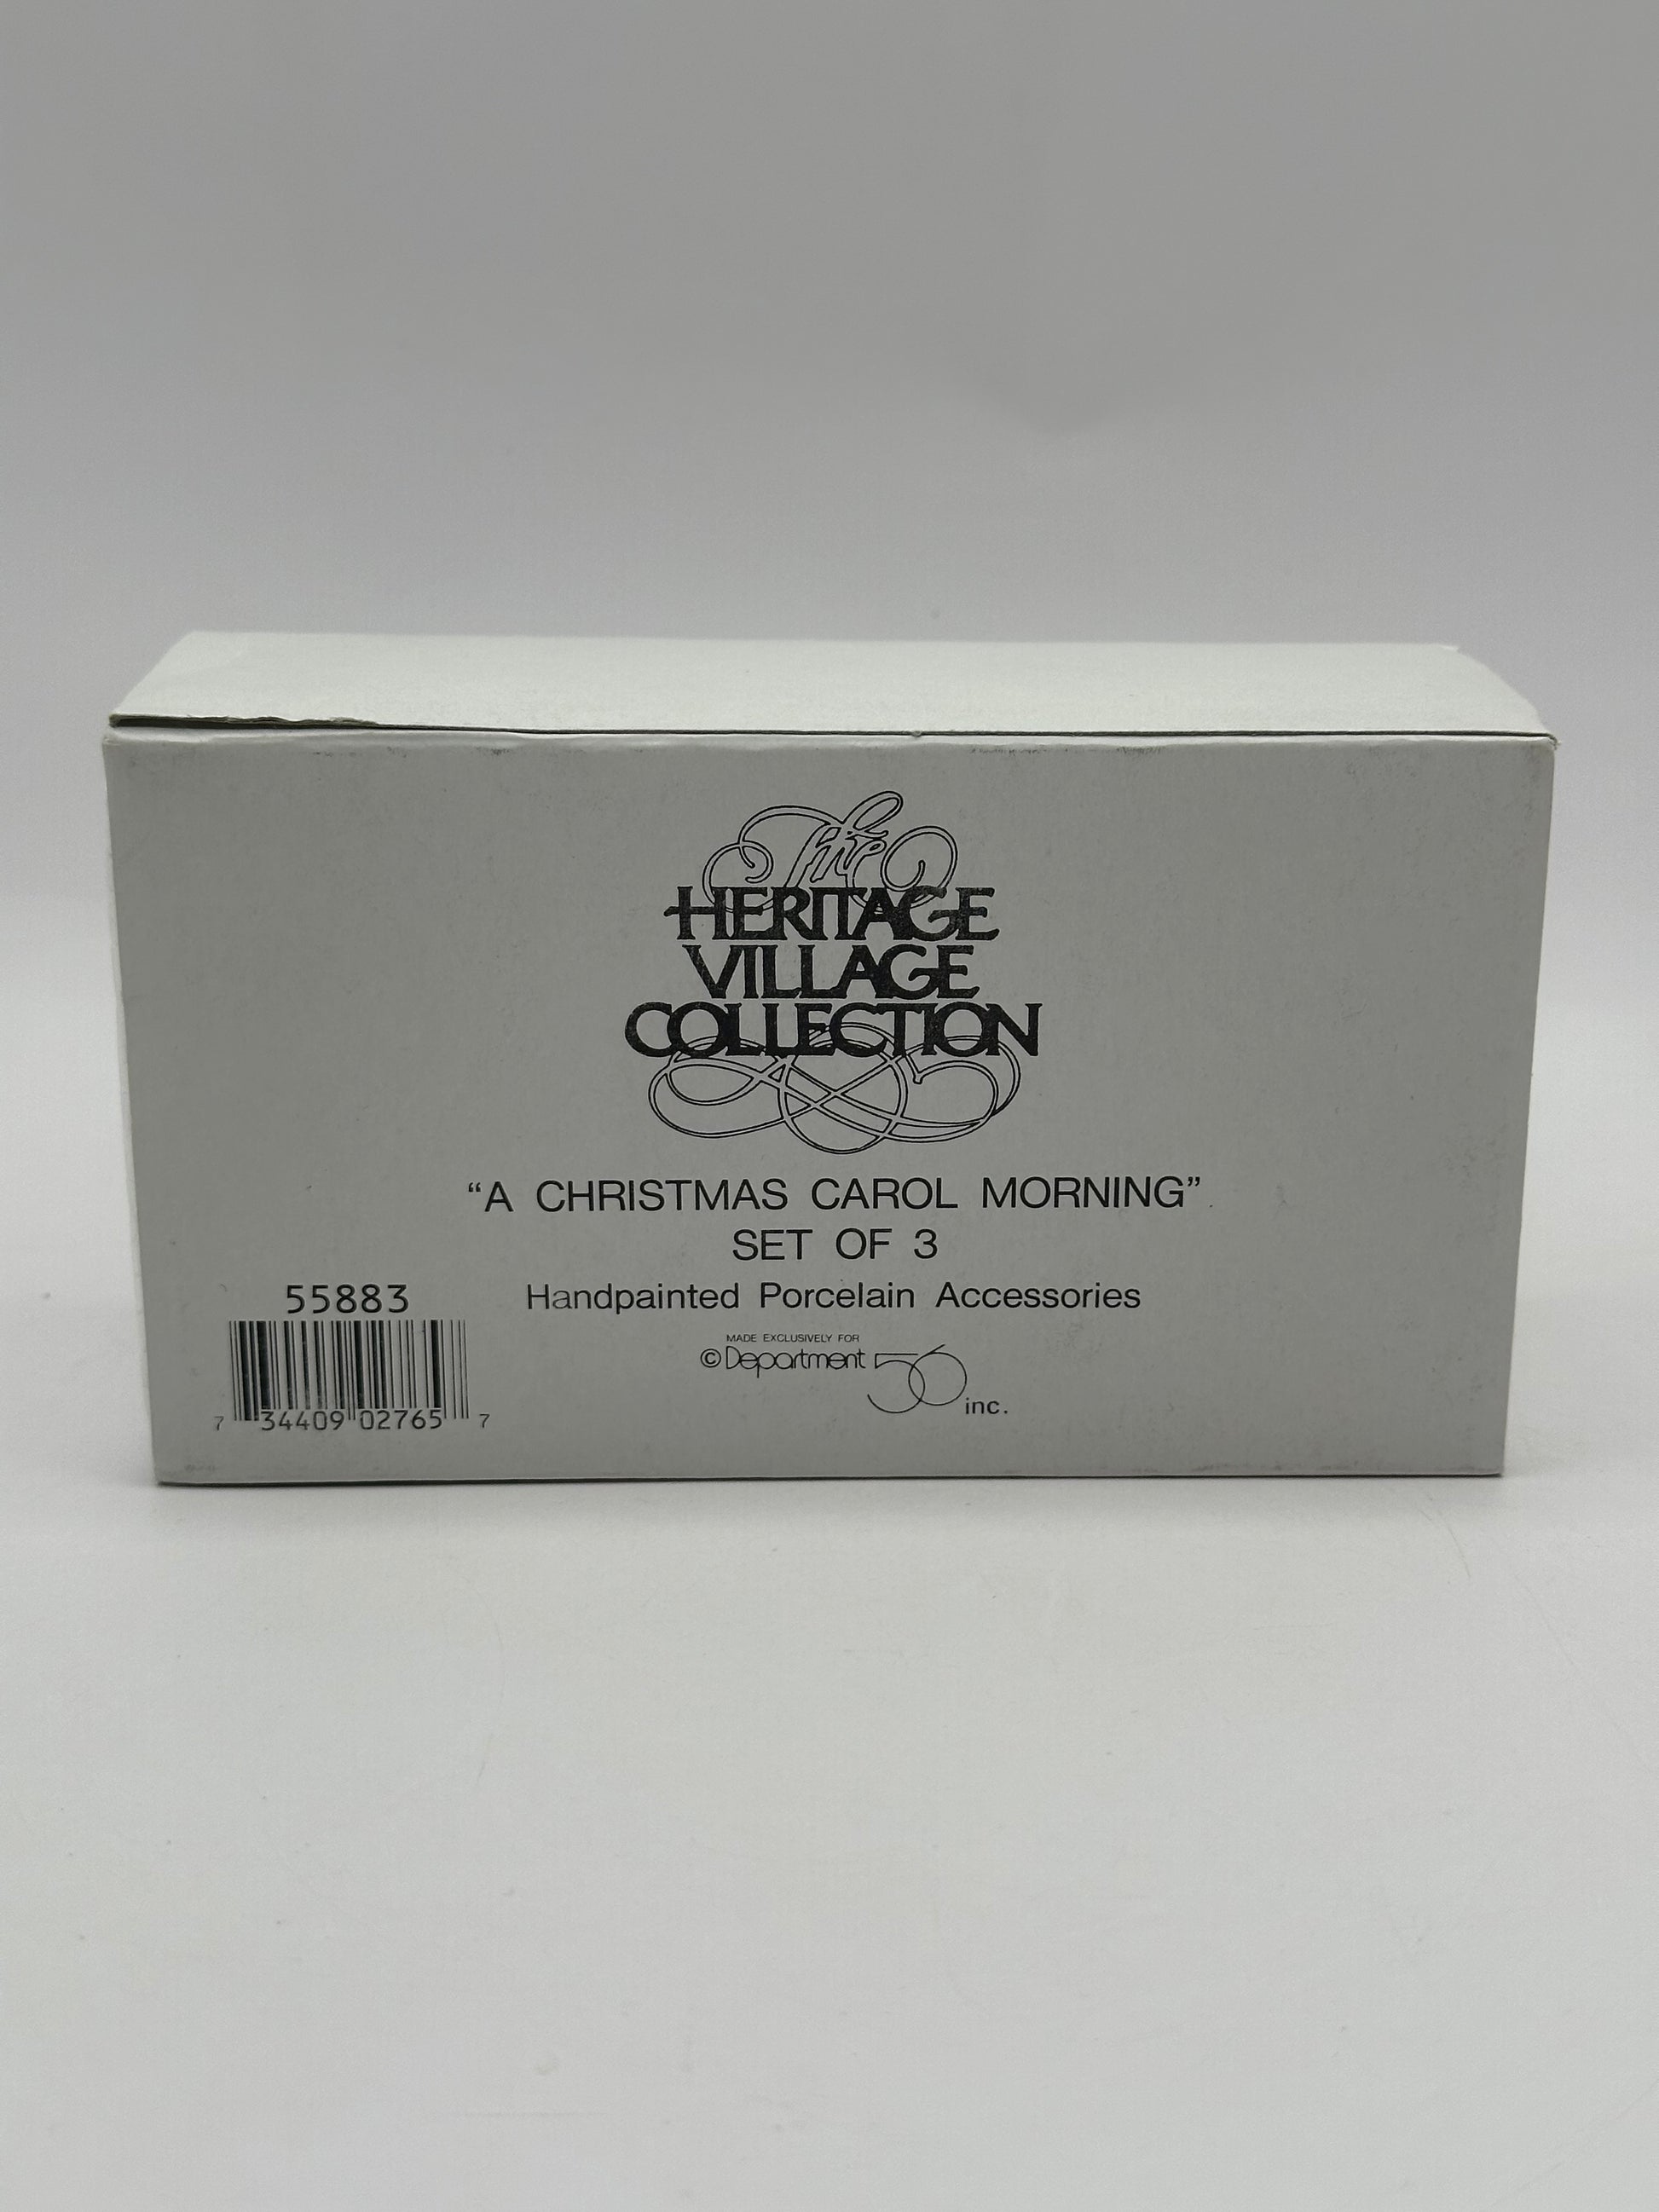 The
HERITAGE
VILLAGE
COLLECTION
“A CHRISTMAS CAROL MORNING”
SET OF 3
Handpainted Porcelain Accessories
MADE EXCLUSIVELY FOR
©Department 56 inc.
55883
7 34409 02765 7